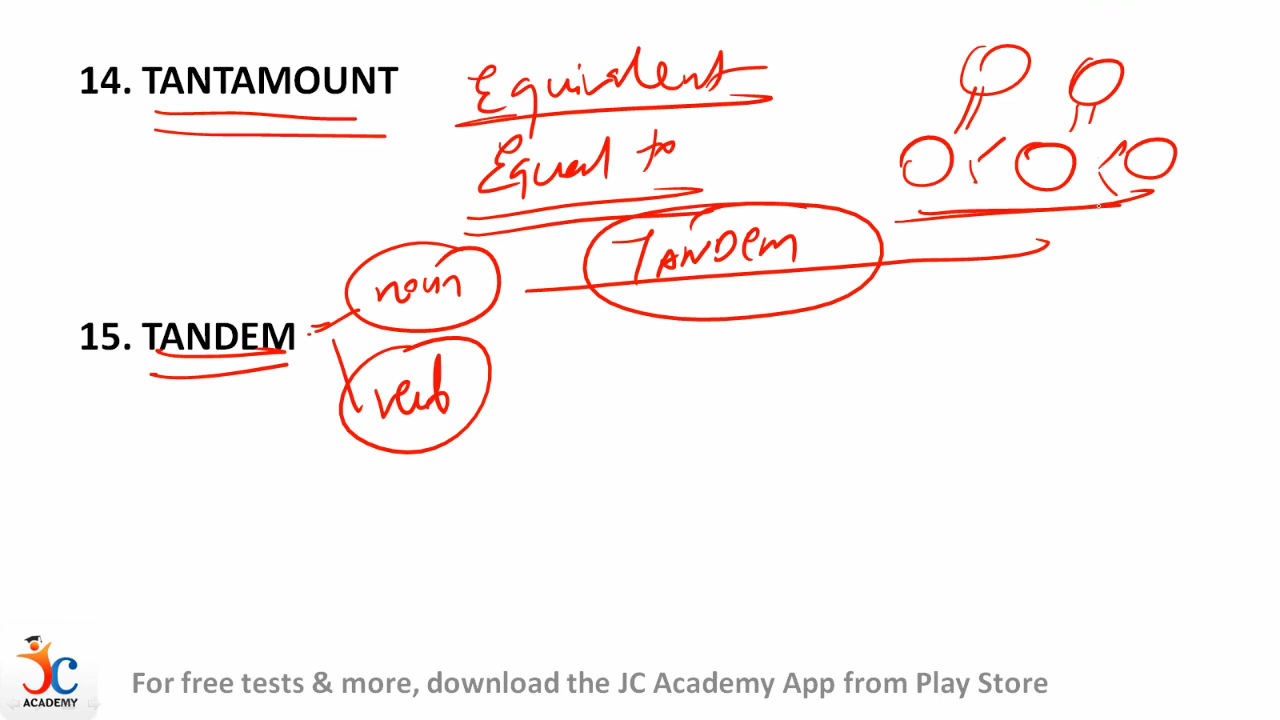 14. TANTAMOUNT
Equivalent
Equal to
TANDEM
noun
15. TANDEM
verb
JC
ACADEMY
For free tests & more, download the JC Academy App from Play Store